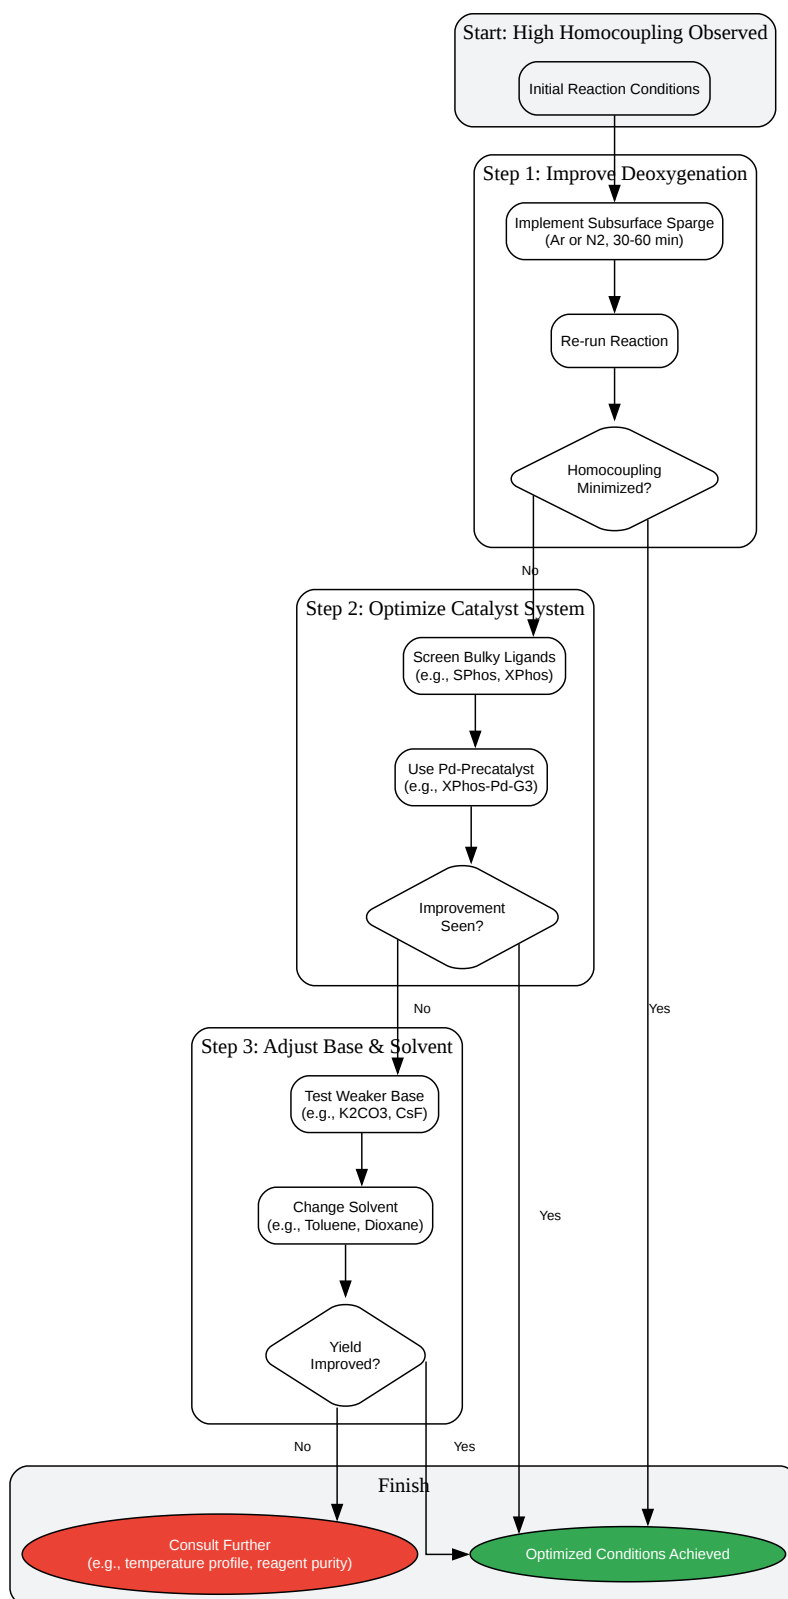 Start: High Homocoupling Observed
Initial Reaction Conditions
Step 1: Improve Deoxygenation
Implement Subsurface Sparge
(Ar or N2, 30-60 min)
Re-run Reaction
Homocoupling
Minimized?
No
Step 2: Optimize Catalyst System
Screen Bulky Ligands
(e.g., SPhos, XPhos)
Use Pd-Precatalyst
(e.g., XPhos-Pd-G3)
Improvement
Seen?
No
Yes
Step 3: Adjust Base & Solvent
Test Weaker Base
(e.g., K2CO3, CsF)
Change Solvent
(e.g., Toluene, Dioxane)
Yes
Yield
Improved?
No
Yes
Finish
Consult Further
(e.g., temperature profile, reagent purity)
Optimized Conditions Achieved